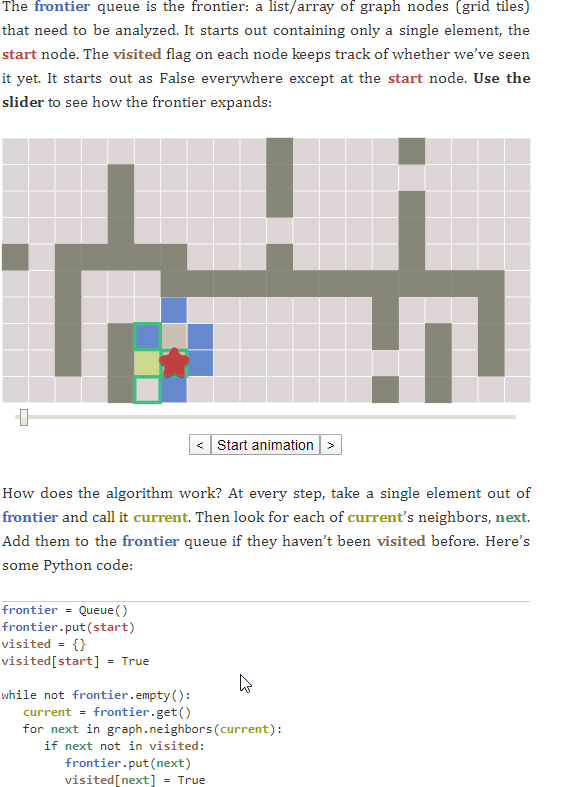 The frontier queue is the frontier: a list/array of graph nodes (grid tiles)
that need to be analyzed. It starts out containing only a single element, the
start node. The visited flag on each node keeps track of whether we’ve seen
it yet. It starts out as False everywhere except at the start node. Use the
slider to see how the frontier expands:
< Start animation >
How does the algorithm work? At every step, take a single element out of
frontier and call it current. Then look for each of current’s neighbors, next.
Add them to the frontier queue if they haven’t been visited before. Here’s
some Python code:
frontier = Queue()
frontier.put(start)
visited = {}
visited[start] = True

while not frontier.empty():
   current = frontier.get()
   for next in graph.neighbors(current):
      if next not in visited:
         frontier.put(next)
         visited[next] = True